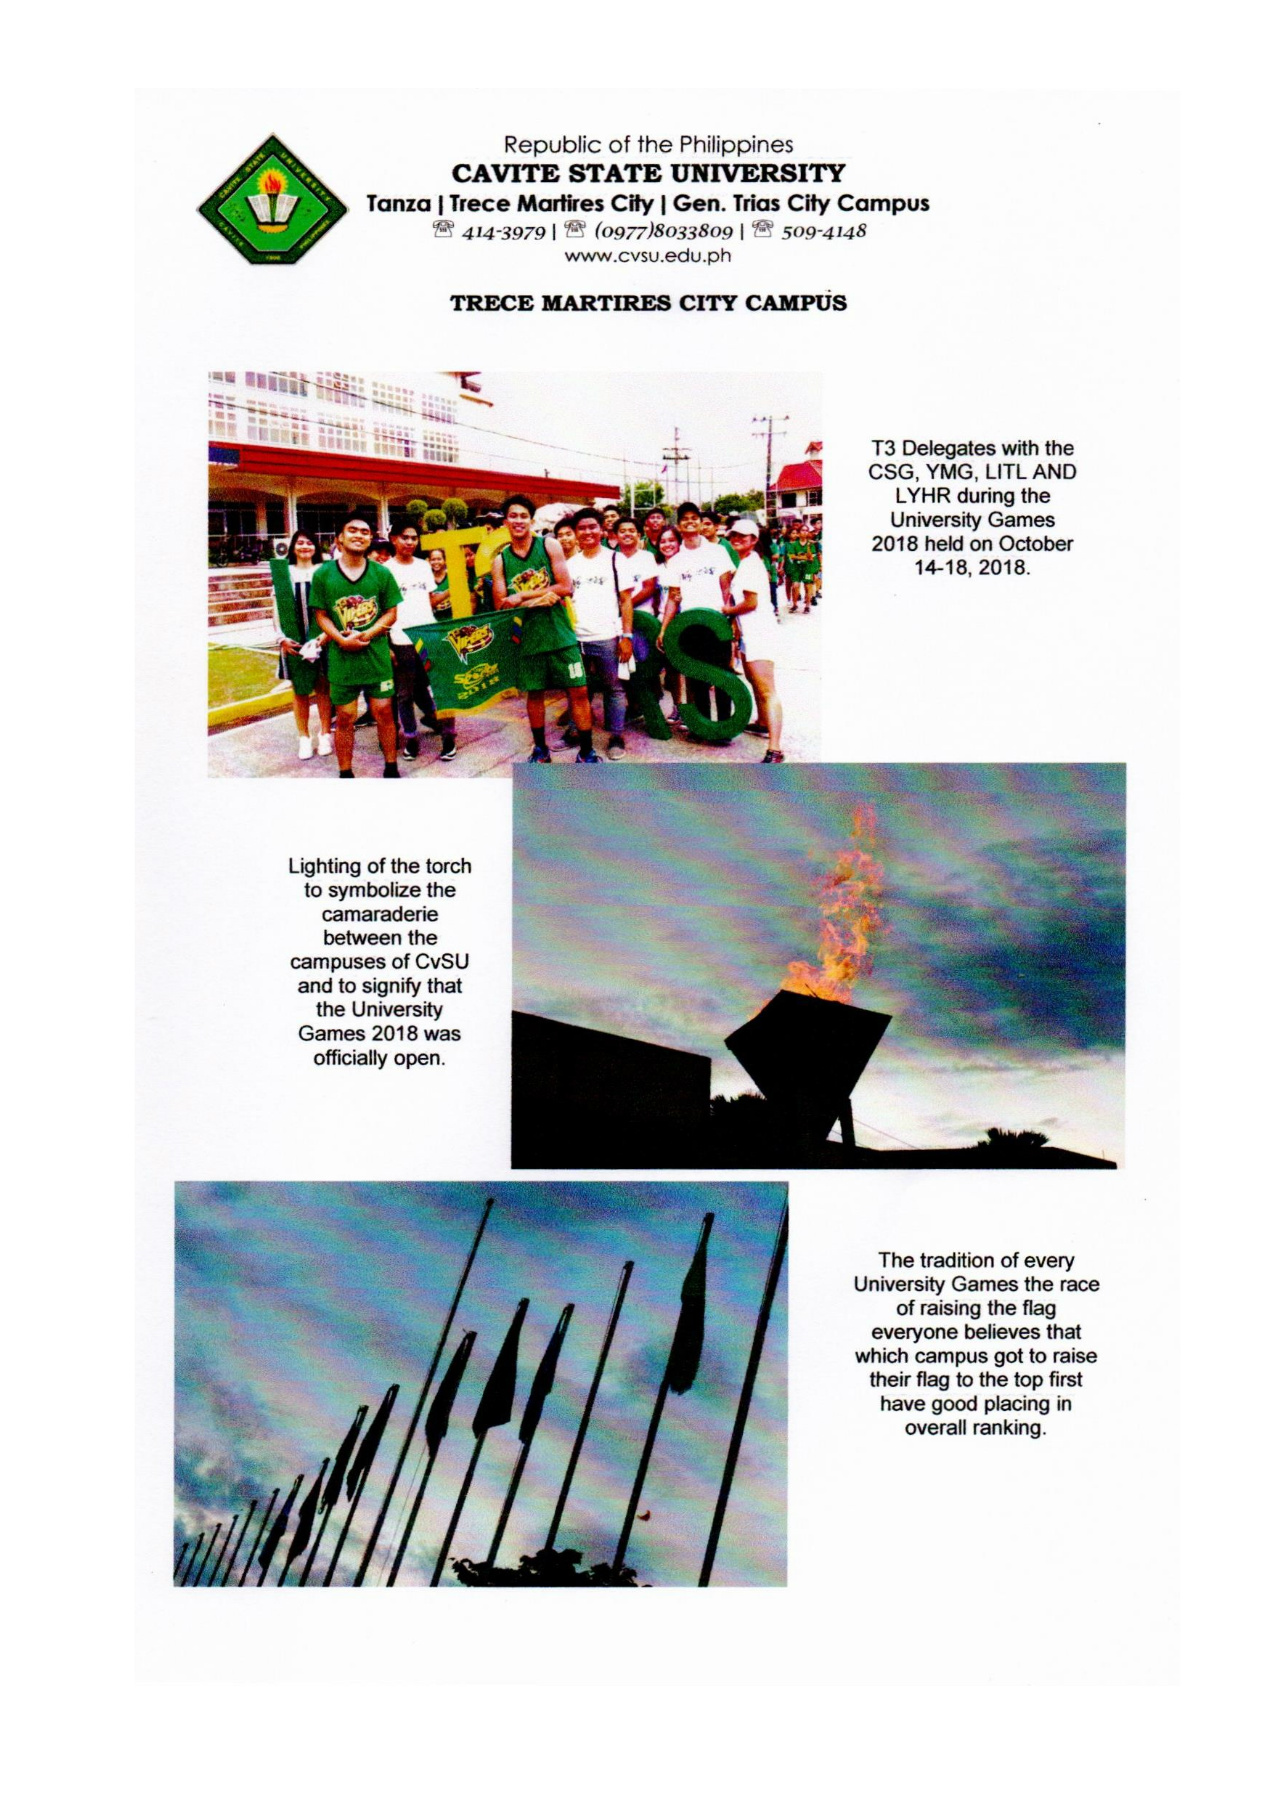 Republic of the Philippines
CAVITE STATE UNIVERSITY
Tanza | Trece Martires City | Gen. Trias City Campus
☏ 414-3979 | ☏ (0977)8033809 | ☏ 509-4148
www.cvsu.edu.ph
TRECE MARTIRES CITY CAMPUS
CAVITE STATE UNIVERSITY
CAVITE
PHILIPPINES
T3 Delegates with the
CSG, YMG, LITL AND
LYHR during the
University Games
2018 held on October
14-18, 2018.
2018
S
Lighting of the torch
to symbolize the
camaraderie
between the
campuses of CvSU
and to signify that
the University
Games 2018 was
officially open.
The tradition of every
University Games the race
of raising the flag
everyone believes that
which campus got to raise
their flag to the top first
have good placing in
overall ranking.